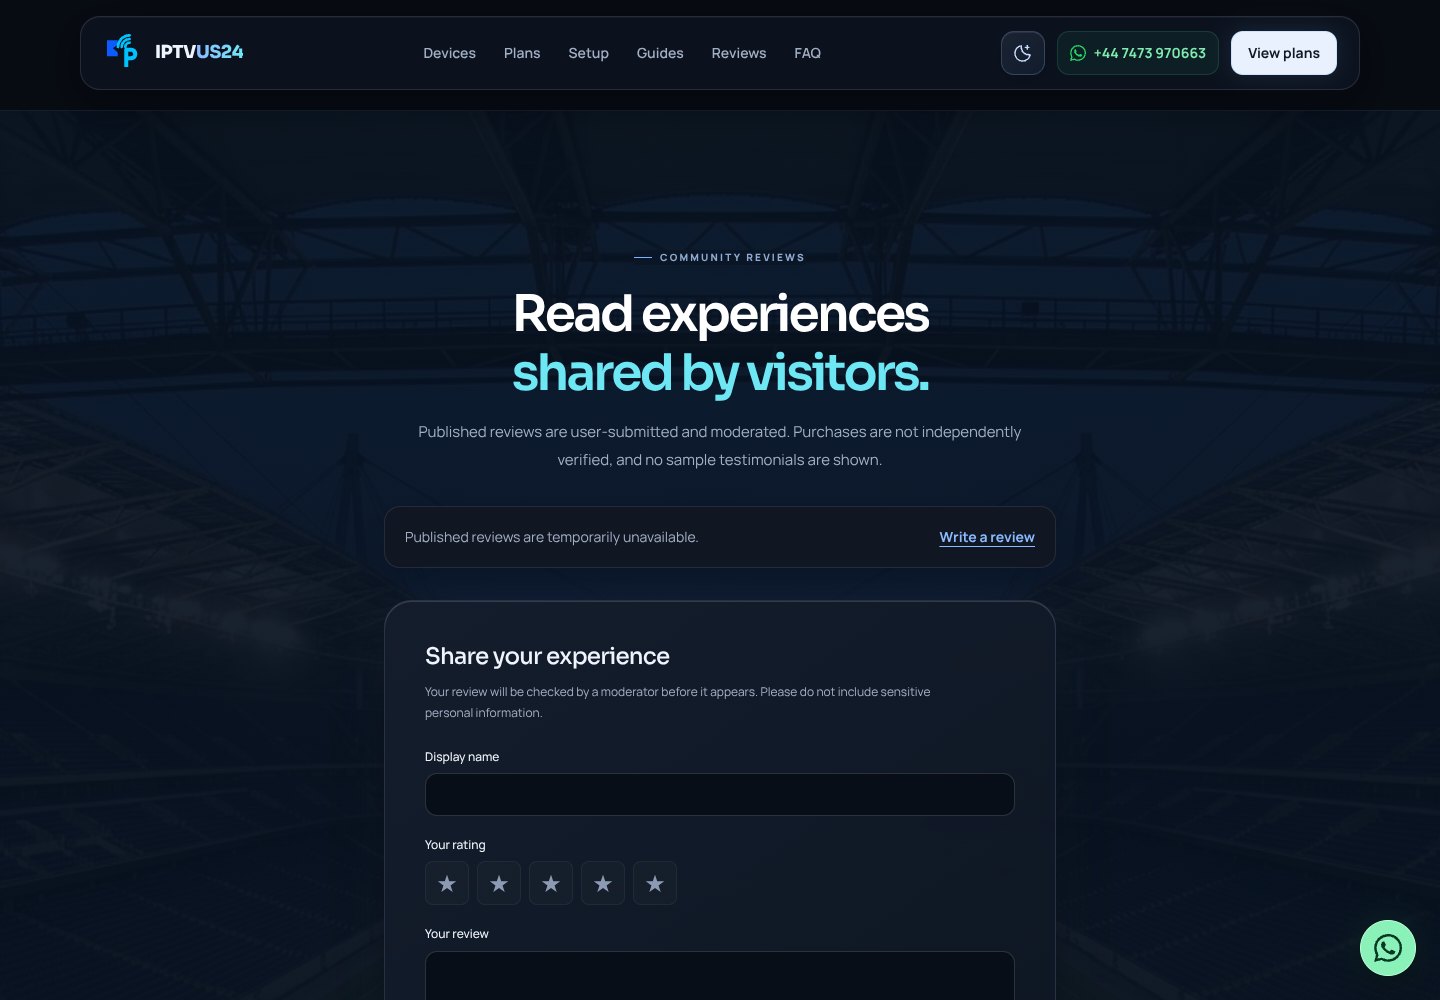 IPTVUS24
Devices
Plans
Setup
Guides
Reviews
FAQ
+44 7473 970663
View plans
COMMUNITY REVIEWS
Read experiences
shared by visitors.
Published reviews are user-submitted and moderated. Purchases are not independently
verified, and no sample testimonials are shown.
Published reviews are temporarily unavailable.
Write a review
Share your experience
Your review will be checked by a moderator before it appears. Please do not include sensitive
personal information.
Display name
Your rating
Your review